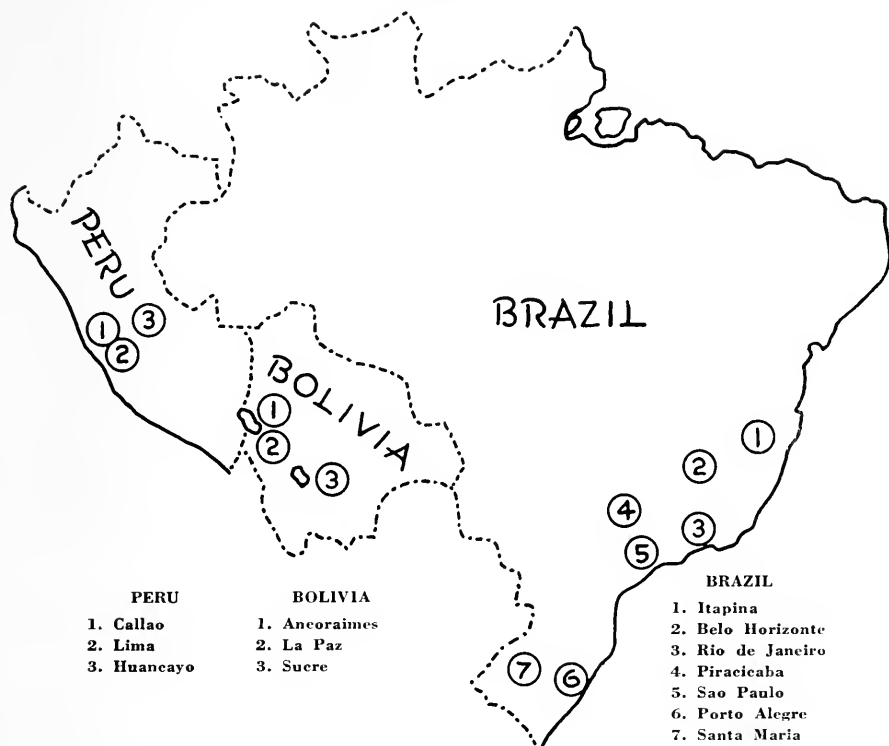 PERU
1
3
2
BRAZIL
BOLIVIA
1
2
3
1
2
4
3
5
7
6
PERU
1. Callao
2. Lima
3. Huancayo
BOLIVIA
1. Ancoraimes
2. La Paz
3. Sucre
BRAZIL
1. Itapina
2. Belo Horizonte
3. Rio de Janeiro
4. Piracicaba
5. Sao Paulo
6. Porto Alegre
7. Santa Maria